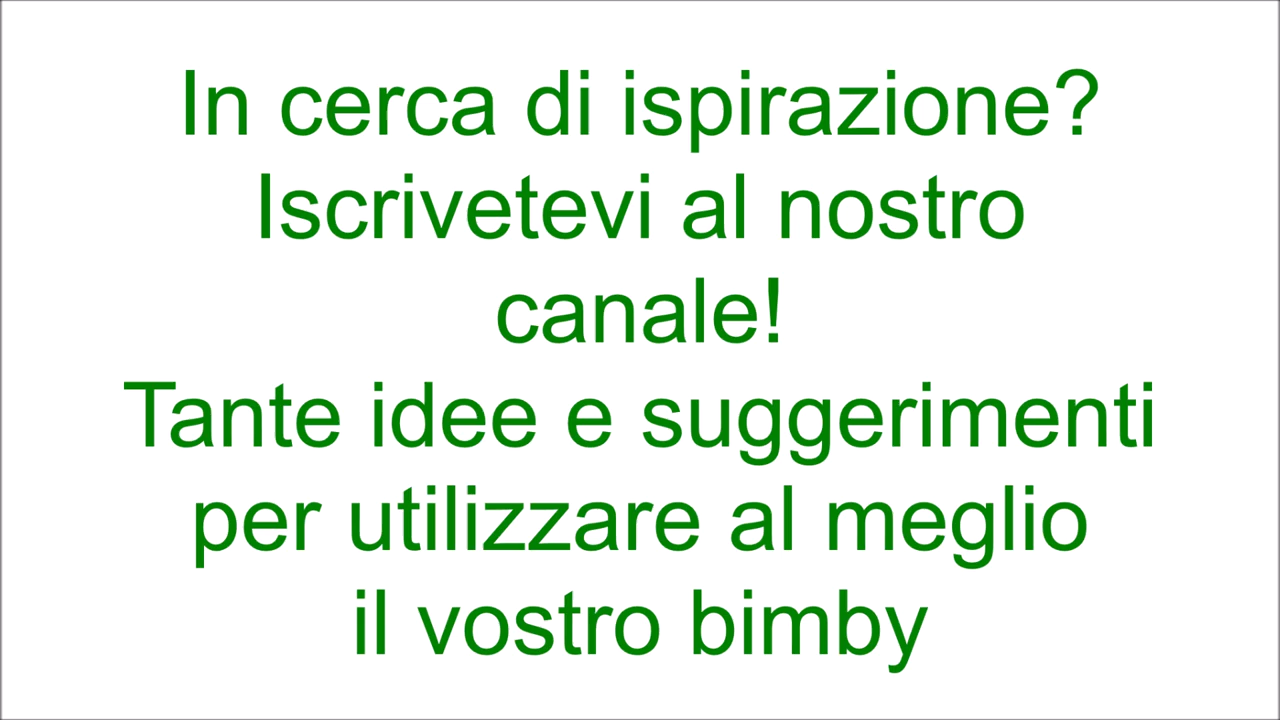 In cerca di ispirazione?
Iscrivetevi al nostro
canale!
Tante idee e suggerimenti
per utilizzare al meglio
il vostro bimby